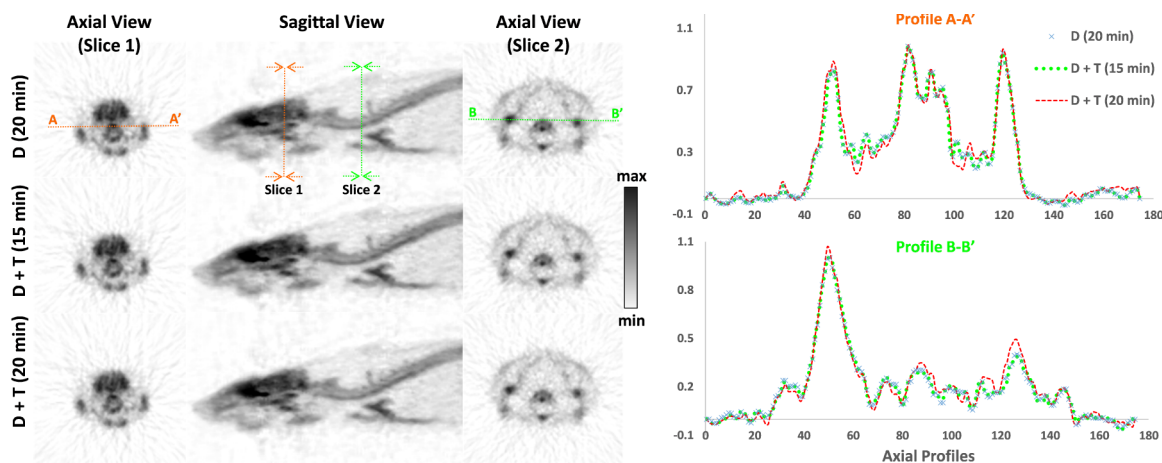 Axial View
(Slice 1)
Sagittal View
Axial View
(Slice 2)
D (20 min)
A
A’
Slice 1
Slice 2
B
B’
D + T (15 min)
D + T (20 min)
max
min
Profile A-A’
D (20 min)
D + T (15 min)
D + T (20 min)
1.1
0.7
0.3
-0.1
0 20 40 60 80 100 120 140 160 180
Profile B-B’
1.1
0.8
0.5
0.2
-0.1
0 20 40 60 80 100 120 140 160 180
Axial Profiles